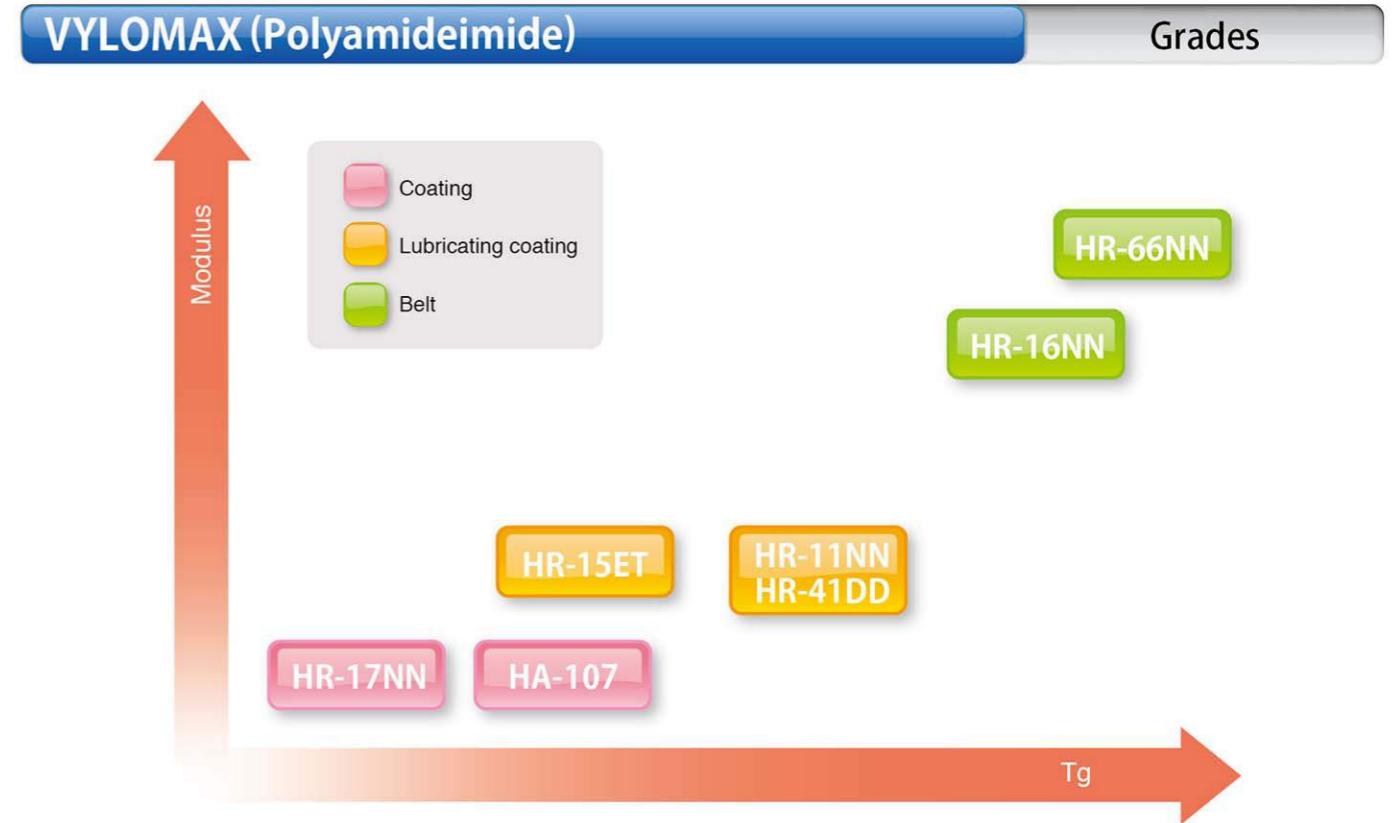 VYLOMAX (Polyamideimide)
Grades
Modulus
Coating
Lubricating coating
Belt
HR-66NN
HR-16NN
HR-15ET
HR-11NN
HR-41DD
HR-17NN
HA-107
Tg